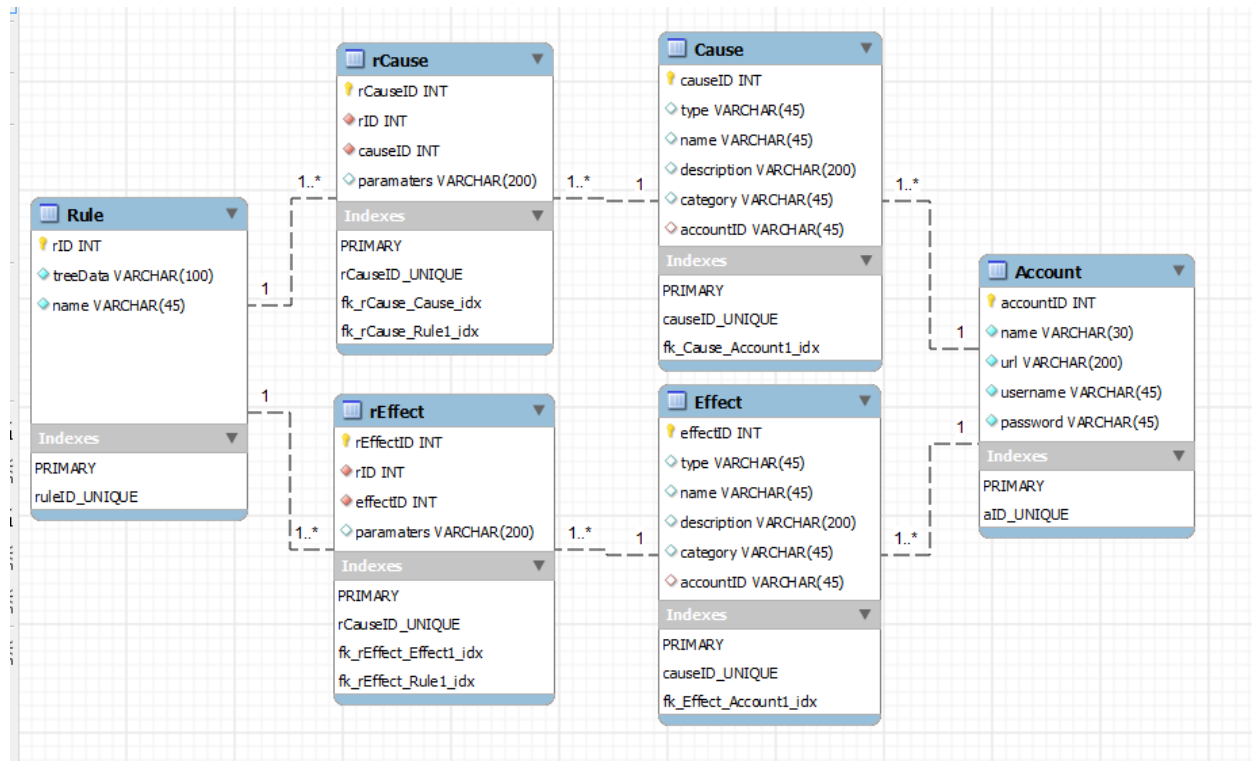 rCause
rCauseID INT
rID INT
causeID INT
paramaters VARCHAR(200)
Indexes
PRIMARY
rCauseID_UNIQUE
fk_rCause_Cause_idx
fk_rCause_Rule1_idx
Cause
causeID INT
type VARCHAR(45)
name VARCHAR(45)
description VARCHAR(200)
category VARCHAR(45)
accountID VARCHAR(45)
Indexes
PRIMARY
causeID_UNIQUE
fk_Cause_Account1_idx
1..*
1..*
1
1..*
Rule
rID INT
treeData VARCHAR(100)
name VARCHAR(45)
Indexes
PRIMARY
ruleID_UNIQUE
1
1
Account
accountID INT
name VARCHAR(30)
url VARCHAR(200)
username VARCHAR(45)
password VARCHAR(45)
Indexes
PRIMARY
aID_UNIQUE
1
1
rEffect
rEffectID INT
rID INT
effectID INT
paramaters VARCHAR(200)
Indexes
PRIMARY
rCauseID_UNIQUE
fk_rEffect_Effect1_idx
fk_rEffect_Rule1_idx
Effect
effectID INT
type VARCHAR(45)
name VARCHAR(45)
description VARCHAR(200)
category VARCHAR(45)
accountID VARCHAR(45)
Indexes
PRIMARY
causeID_UNIQUE
fk_Effect_Account1_idx
1..*
1..*
1
1..*